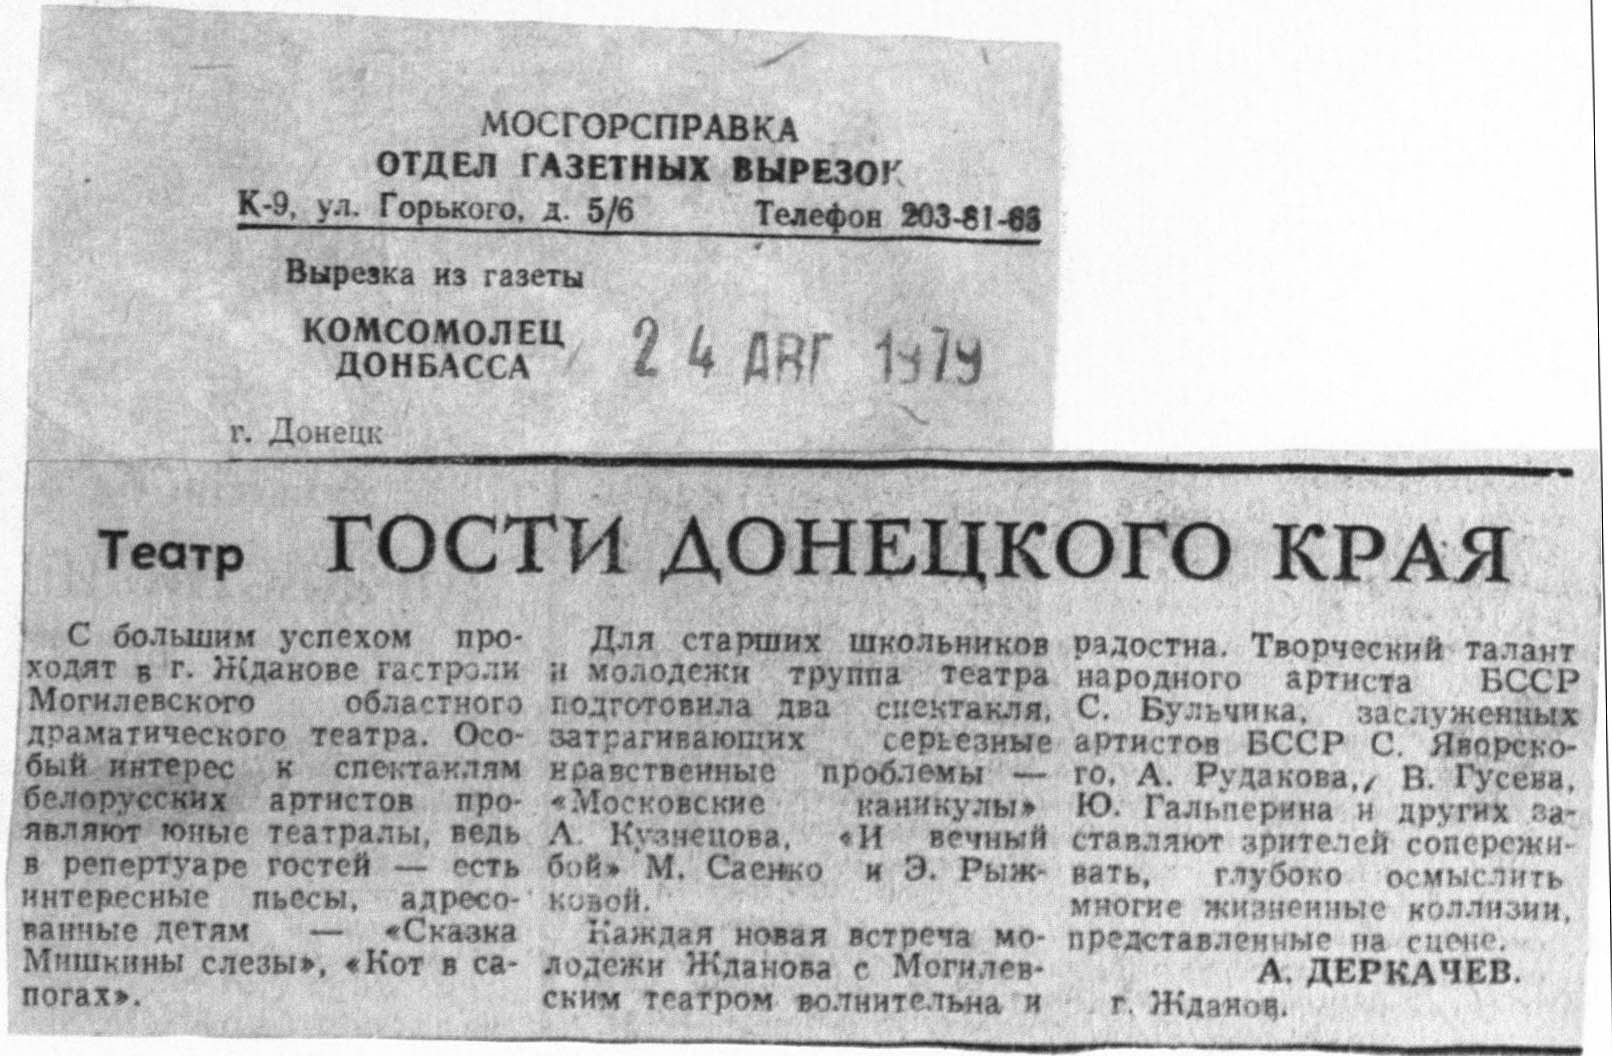 МОСГОРСПРАВКА
ОТДЕЛ ГАЗЕТНЫХ ВЫРЕЗОК
К-9, ул. Горького, д. 5/6 Телефон 203-81-63
Вырезка из газеты
КОМСОМОЛЕЦ
ДОНБАССА
24 АВГ 1979
г. Донецк
Театр ГОСТИ ДОНЕЦКОГО КРАЯ
С большим успехом про-
ходят в г. Жданове гастроли
Могилевского областного
драматического театра. Осо-
бый интерес к спектаклям
белорусских артистов про-
являют юные театралы, ведь
в репертуаре гостей — есть
интересные пьесы, адресо-
ванные детям — «Сказка
Мишкины слезы», «Кот в са-
погах».
Для старших школьников
и молодежи труппа театра
подготовила два спектакля,
затрагивающих серьезные
нравственные проблемы —
«Московские каникулы»
А. Кузнецова, «И вечный
бой» М. Саенко и Э. Рыж-
ковой.
Каждая новая встреча мо-
лодежи Жданова с Могилев-
ским театром волнительна и
радостна. Творческий талант
народного артиста БССР
С. Бульчика, заслуженных
артистов БССР С. Яворско-
го, А. Рудакова, В. Гусева,
Ю. Гальперина и других за-
ставляют зрителей сопережи-
вать, глубоко осмыслить
многие жизненные коллизии,
представленные на сцене.
А. ДЕРКАЧЕВ.
г. Жданов.